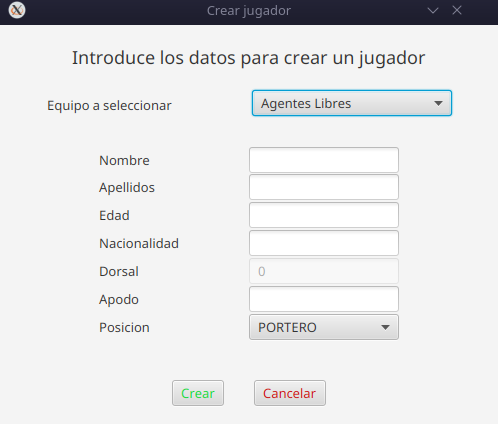 Crear jugador
Introduce los datos para crear un jugador
Equipo a seleccionar Agentes Libres
Nombre
Apellidos
Edad
Nacionalidad
Dorsal 0
Apodo
Posicion PORTERO
Crear Cancelar